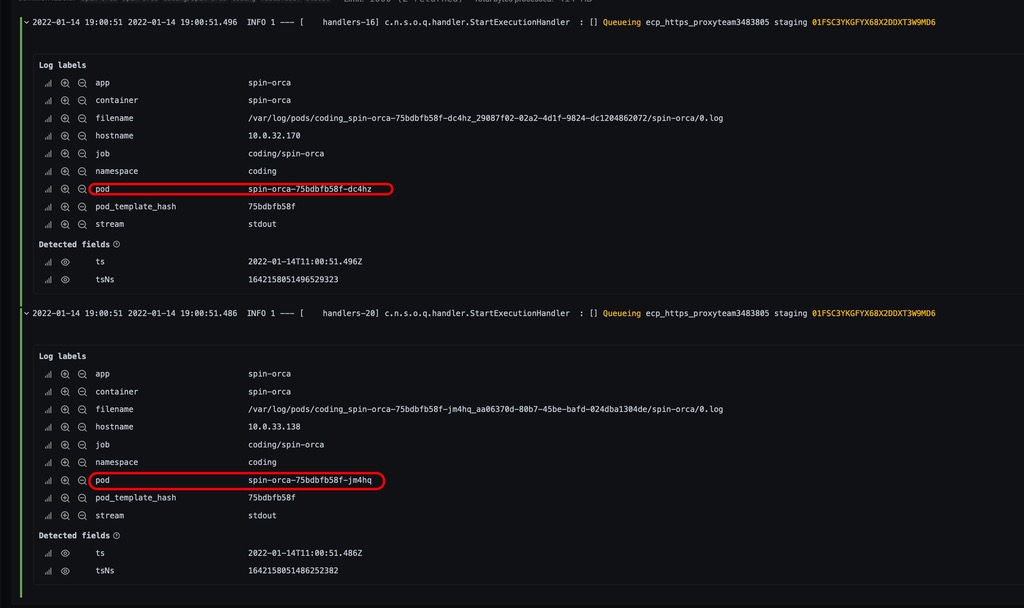 2022-01-14 19:00:51 2022-01-14 19:00:51.496 INFO 1 --- [ handlers-16] c.n.s.o.q.handler.StartExecutionHandler : [] Queueing ecp_https_proxyteam3483805 staging 01FSC3YKGFYX68X2DDXT3W9MD6
Log labels
app spin-orca
container spin-orca
filename /var/log/pods/coding_spin-orca-75bdbfb58f-dc4hz_29087f02-02a2-4d1f-9824-dc1204862072/spin-orca/0.log
hostname 10.0.32.170
job coding/spin-orca
namespace coding
pod spin-orca-75bdbfb58f-dc4hz
pod_template_hash 75bdbfb58f
stream stdout
Detected fields
ts 2022-01-14T11:00:51.496Z
tsNs 1642158051496529323
2022-01-14 19:00:51 2022-01-14 19:00:51.486 INFO 1 --- [ handlers-20] c.n.s.o.q.handler.StartExecutionHandler : [] Queueing ecp_https_proxyteam3483805 staging 01FSC3YKGFYX68X2DDXT3W9MD6
Log labels
app spin-orca
container spin-orca
filename /var/log/pods/coding_spin-orca-75bdbfb58f-jm4hq_aa06370d-80b7-45be-bafd-024dba1304de/spin-orca/0.log
hostname 10.0.33.138
job coding/spin-orca
namespace coding
pod spin-orca-75bdbfb58f-jm4hq
pod_template_hash 75bdbfb58f
stream stdout
Detected fields
ts 2022-01-14T11:00:51.486Z
tsNs 1642158051486252382